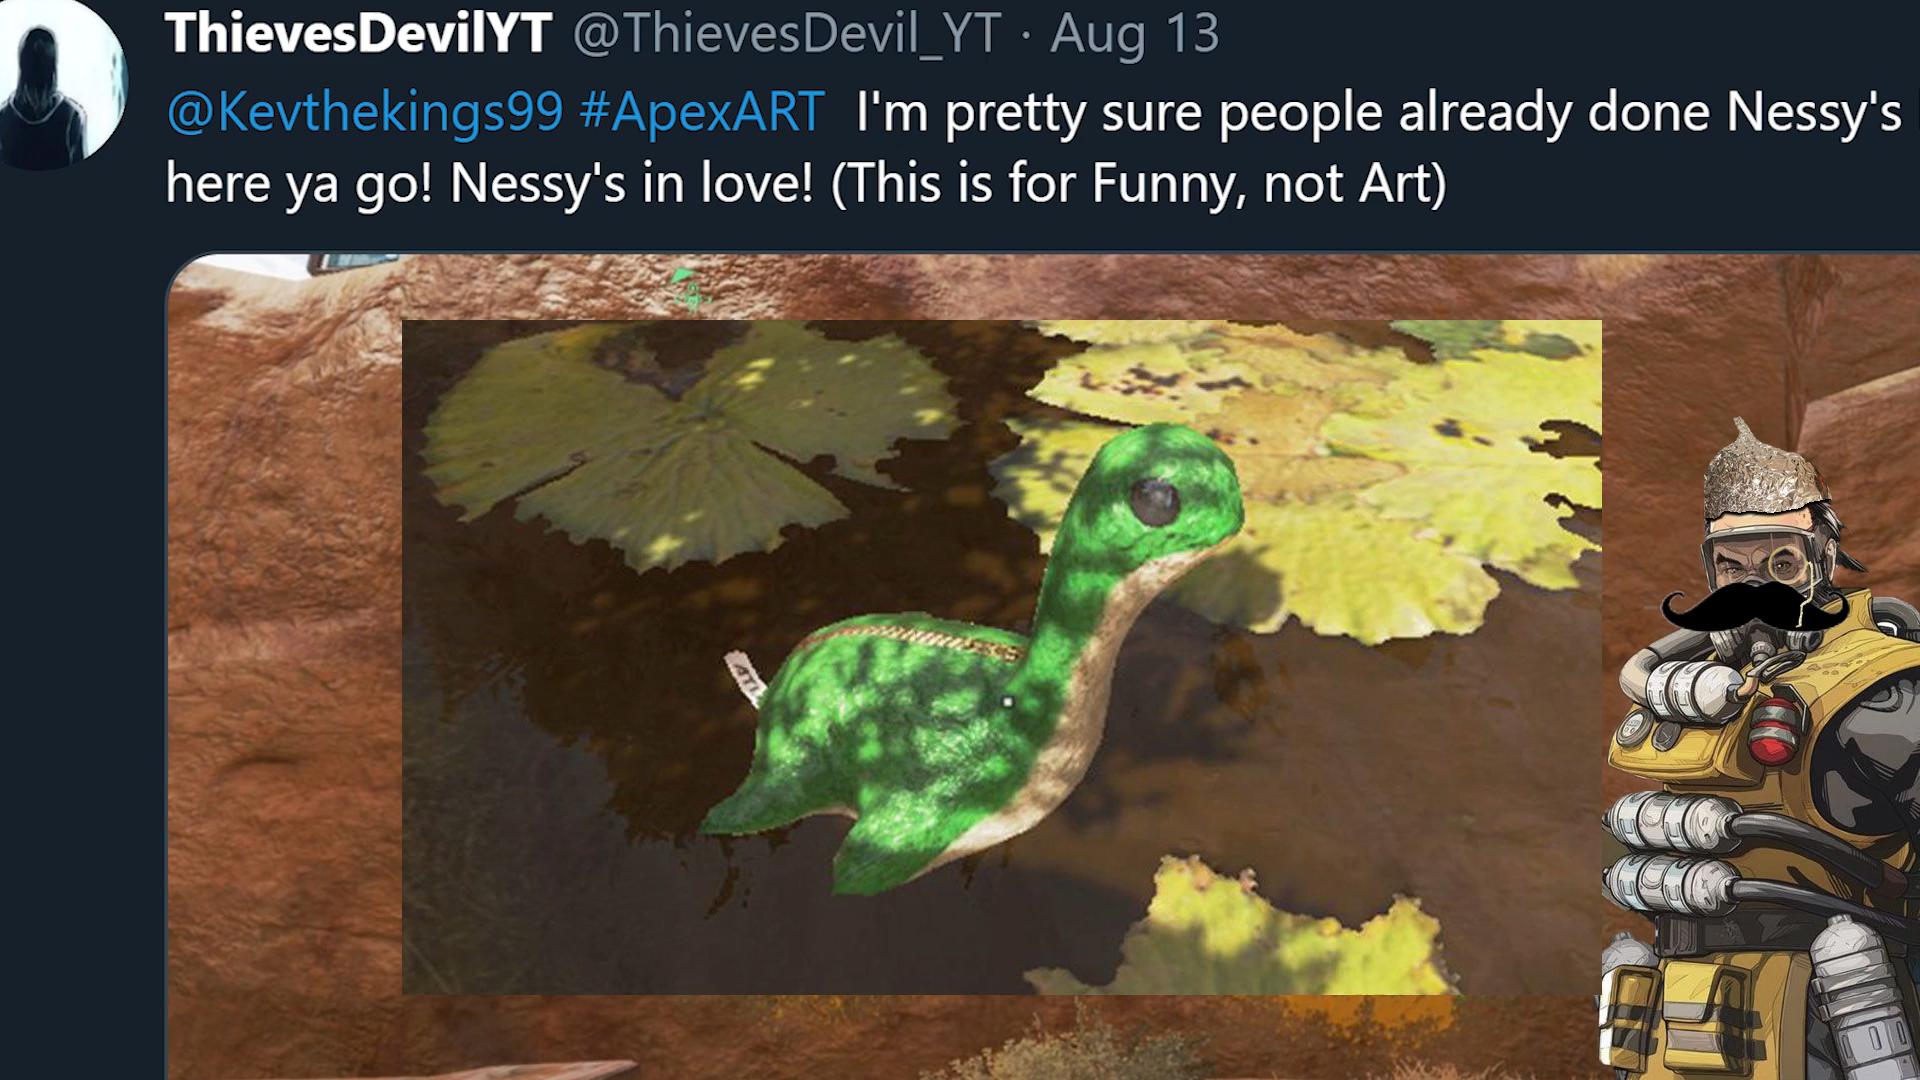 ThievesDevilYT @ThievesDevil_YT · Aug 13
@Kevthekings99 #ApexART I'm pretty sure people already done Nessy's
here ya go! Nessy's in love! (This is for Funny, not Art)